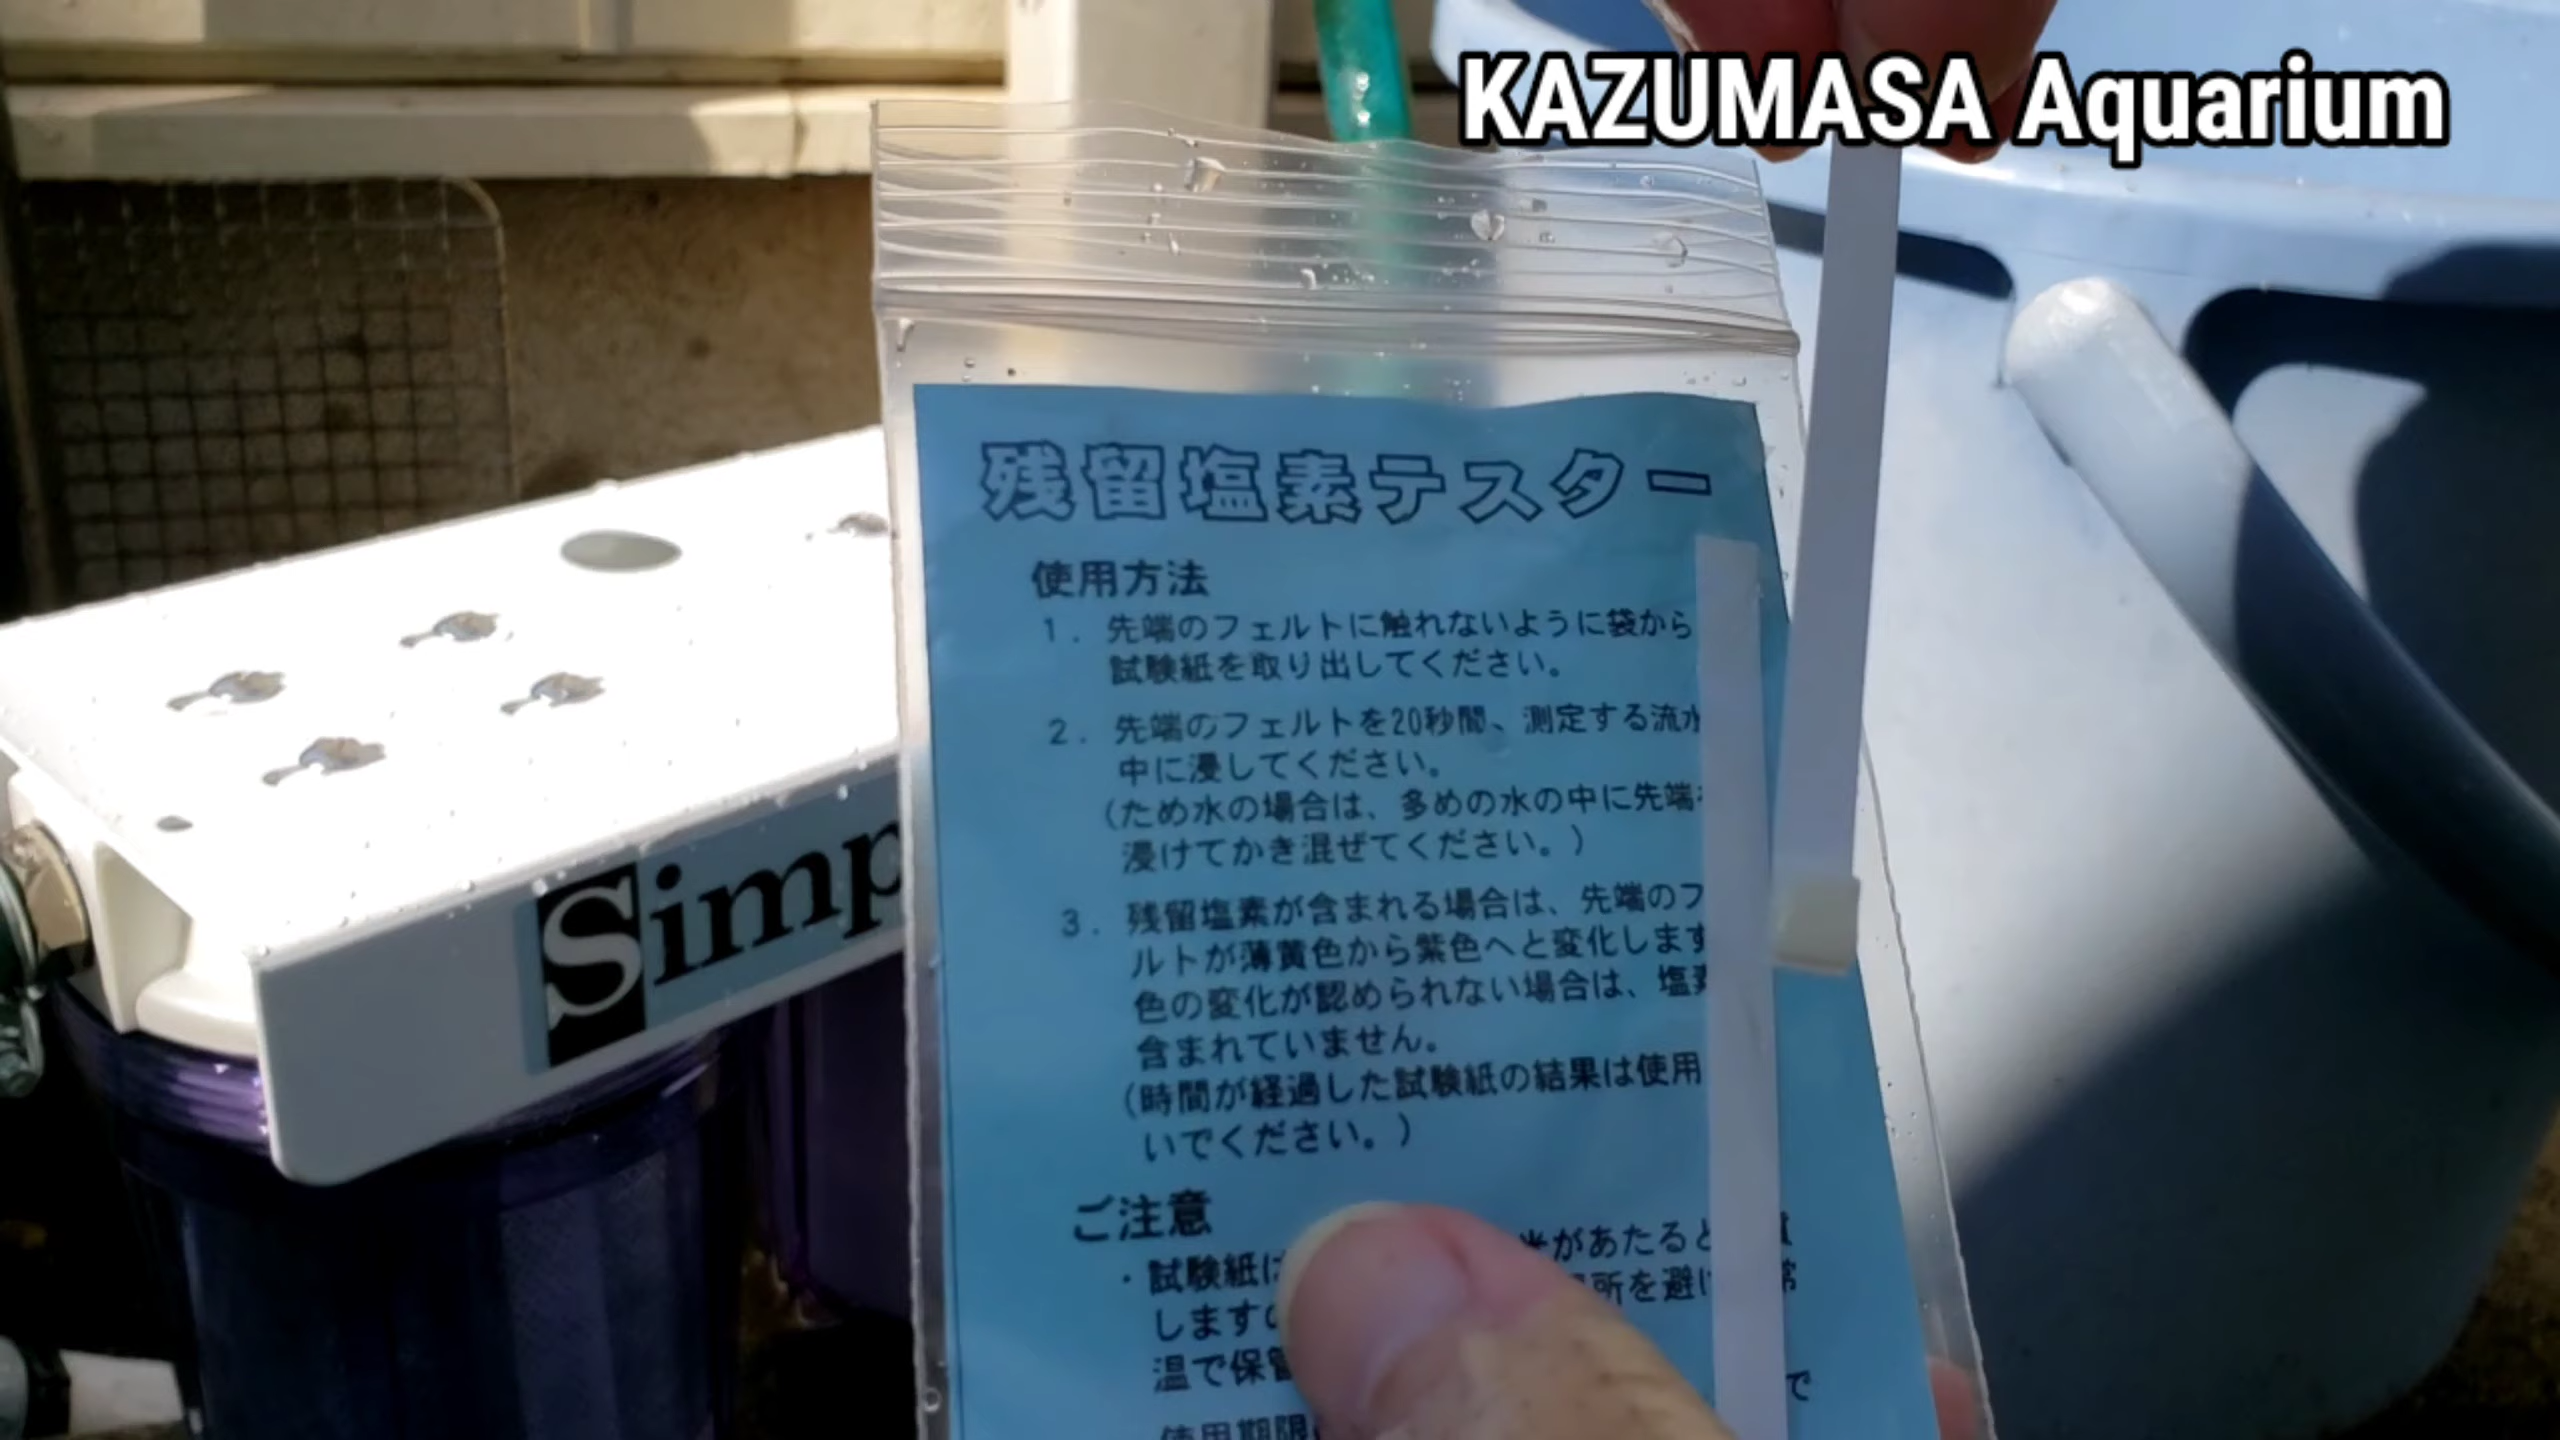 KAZUMASA Aquarium
残留塩素テスター
使用方法
1. 先端のフェルトに触れないように袋から
試験紙を取り出してください。
2. 先端のフェルトを20秒間、測定する流水
中に浸してください。
(ため水の場合は、多めの水の中に先端
浸けてかき混ぜてください。)
3. 残留塩素が含まれる場合は、先端のフ
ルトが薄黄色から紫色へと変化します
色の変化が認められない場合は、塩素
含まれていません。
(時間が経過した試験紙の結果は使用
いでください。)
ご注意
・試験紙は があたると
しますの 所を避け 常
温で保管 で
使用期限
Simp